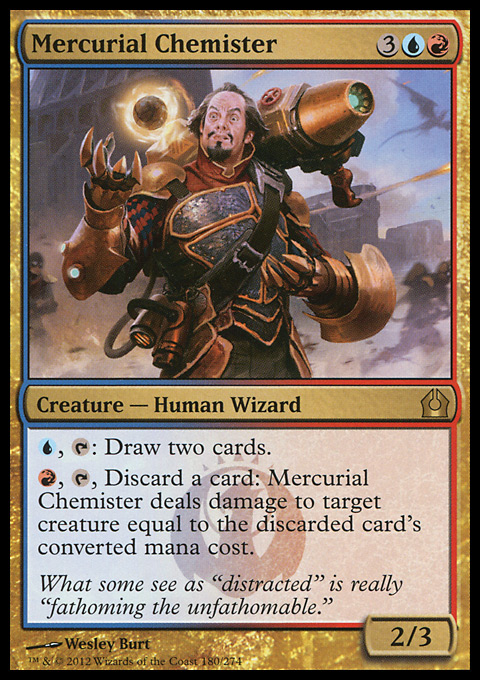 Mercurial Chemister 3
Creature — Human Wizard
: Draw two cards.
, Discard a card: Mercurial
Chemister deals damage to target
creature equal to the discarded card's
converted mana cost.
What some see as "distracted" is really
"fathoming the unfathomable."
Wesley Burt
2/3
™ & © 2012 Wizards of the Coast 180/274